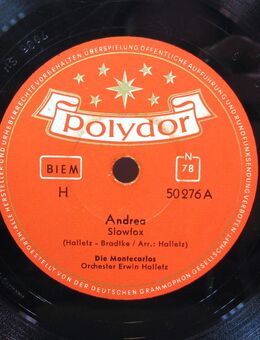 ALLE HERSTELLER- UND URHEBERRECHTE VORBEHALTEN. ÜBERSPIELUNG, ÖFFENTLICHE AUFFÜHRUNG UND RUNDFUNKSENDUNG VERBOTEN.
Polydor
BIEM
N
78
H
50 276 A
Andrea
Slowfox
(Halletz - Bradtke / Arr.: Halletz)
Die Montecarlos
Orchester Erwin Halletz
HERGESTELLT VON DER DEUTSCHEN GRAMMOPHON GESELLSCHAFT